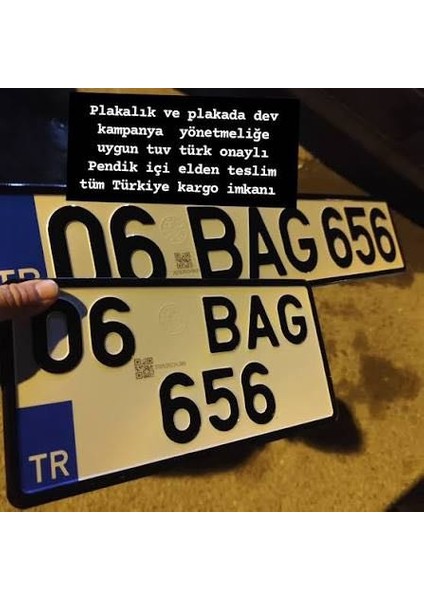 Plakalık ve plakada dev
kampanya yönetmeliğe
uygun tuv türk onaylı
Pendik içi elden teslim
tüm Türkiye kargo imkanı
06 BAG 656
TR
06 BAG
656
TR